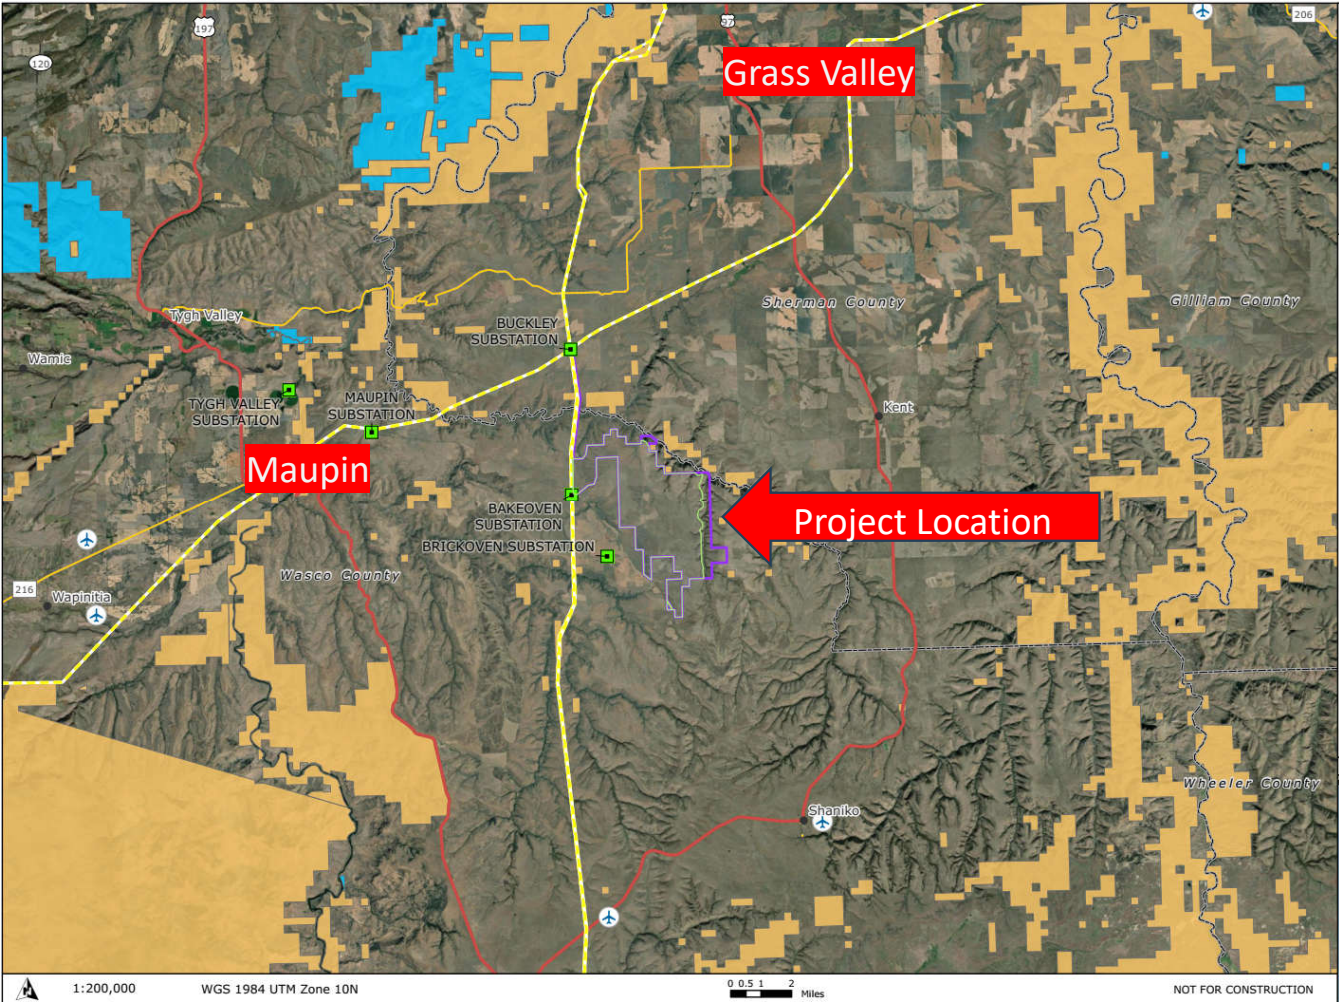 197
97
206
120
Grass Valley
Sherman County
Gilliam County
Tygh Valley
BUCKLEY
SUBSTATION
Wamic
TYGH VALLEY
SUBSTATION
MAUPIN
SUBSTATION
Kent
Maupin
BAKEOVEN
SUBSTATION
Project Location
BRICKOVEN SUBSTATION
Wasco County
216
Wapinitia
Wheeler County
Shaniko
1:200,000
WGS 1984 UTM Zone 10N
0 0.5 1 2
Miles
NOT FOR CONSTRUCTION